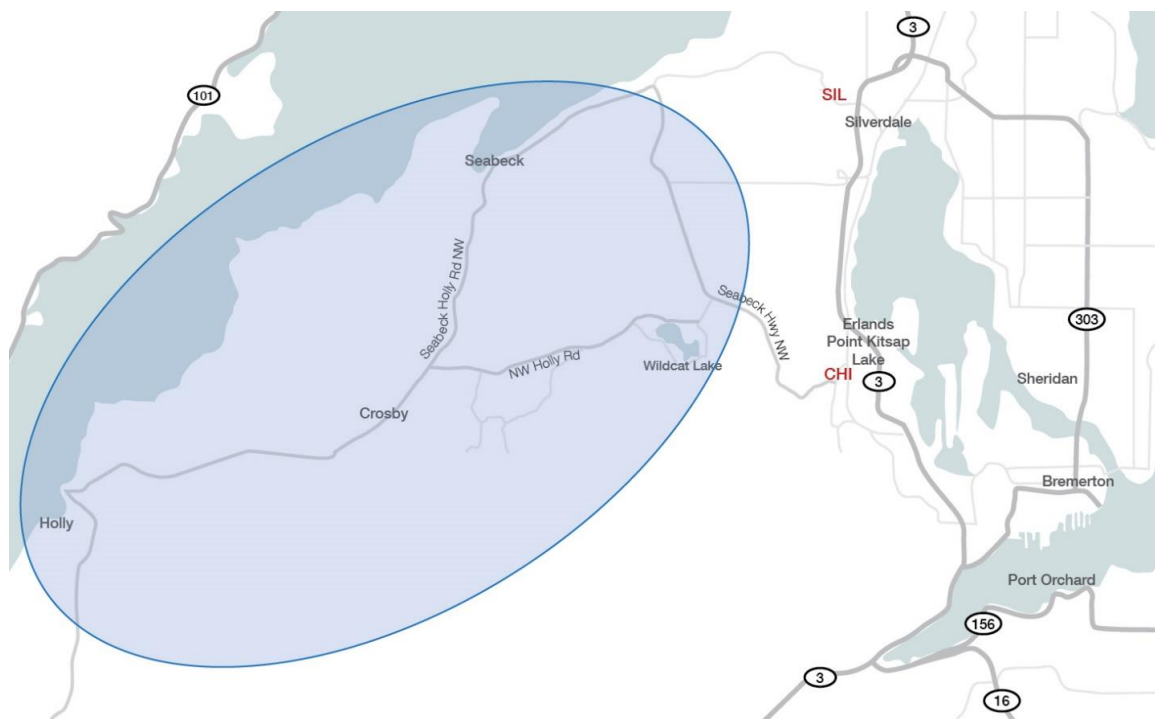 3
101
SIL
Silverdale
Seabeck
Seabeck Holly Rd NW
Seabeck Hwy NW
303
Erlands
Point Kitsap
Lake
NW Holly Rd
Wildcat Lake
CHI
3
Sheridan
Crosby
Bremerton
Holly
Port Orchard
156
3
16